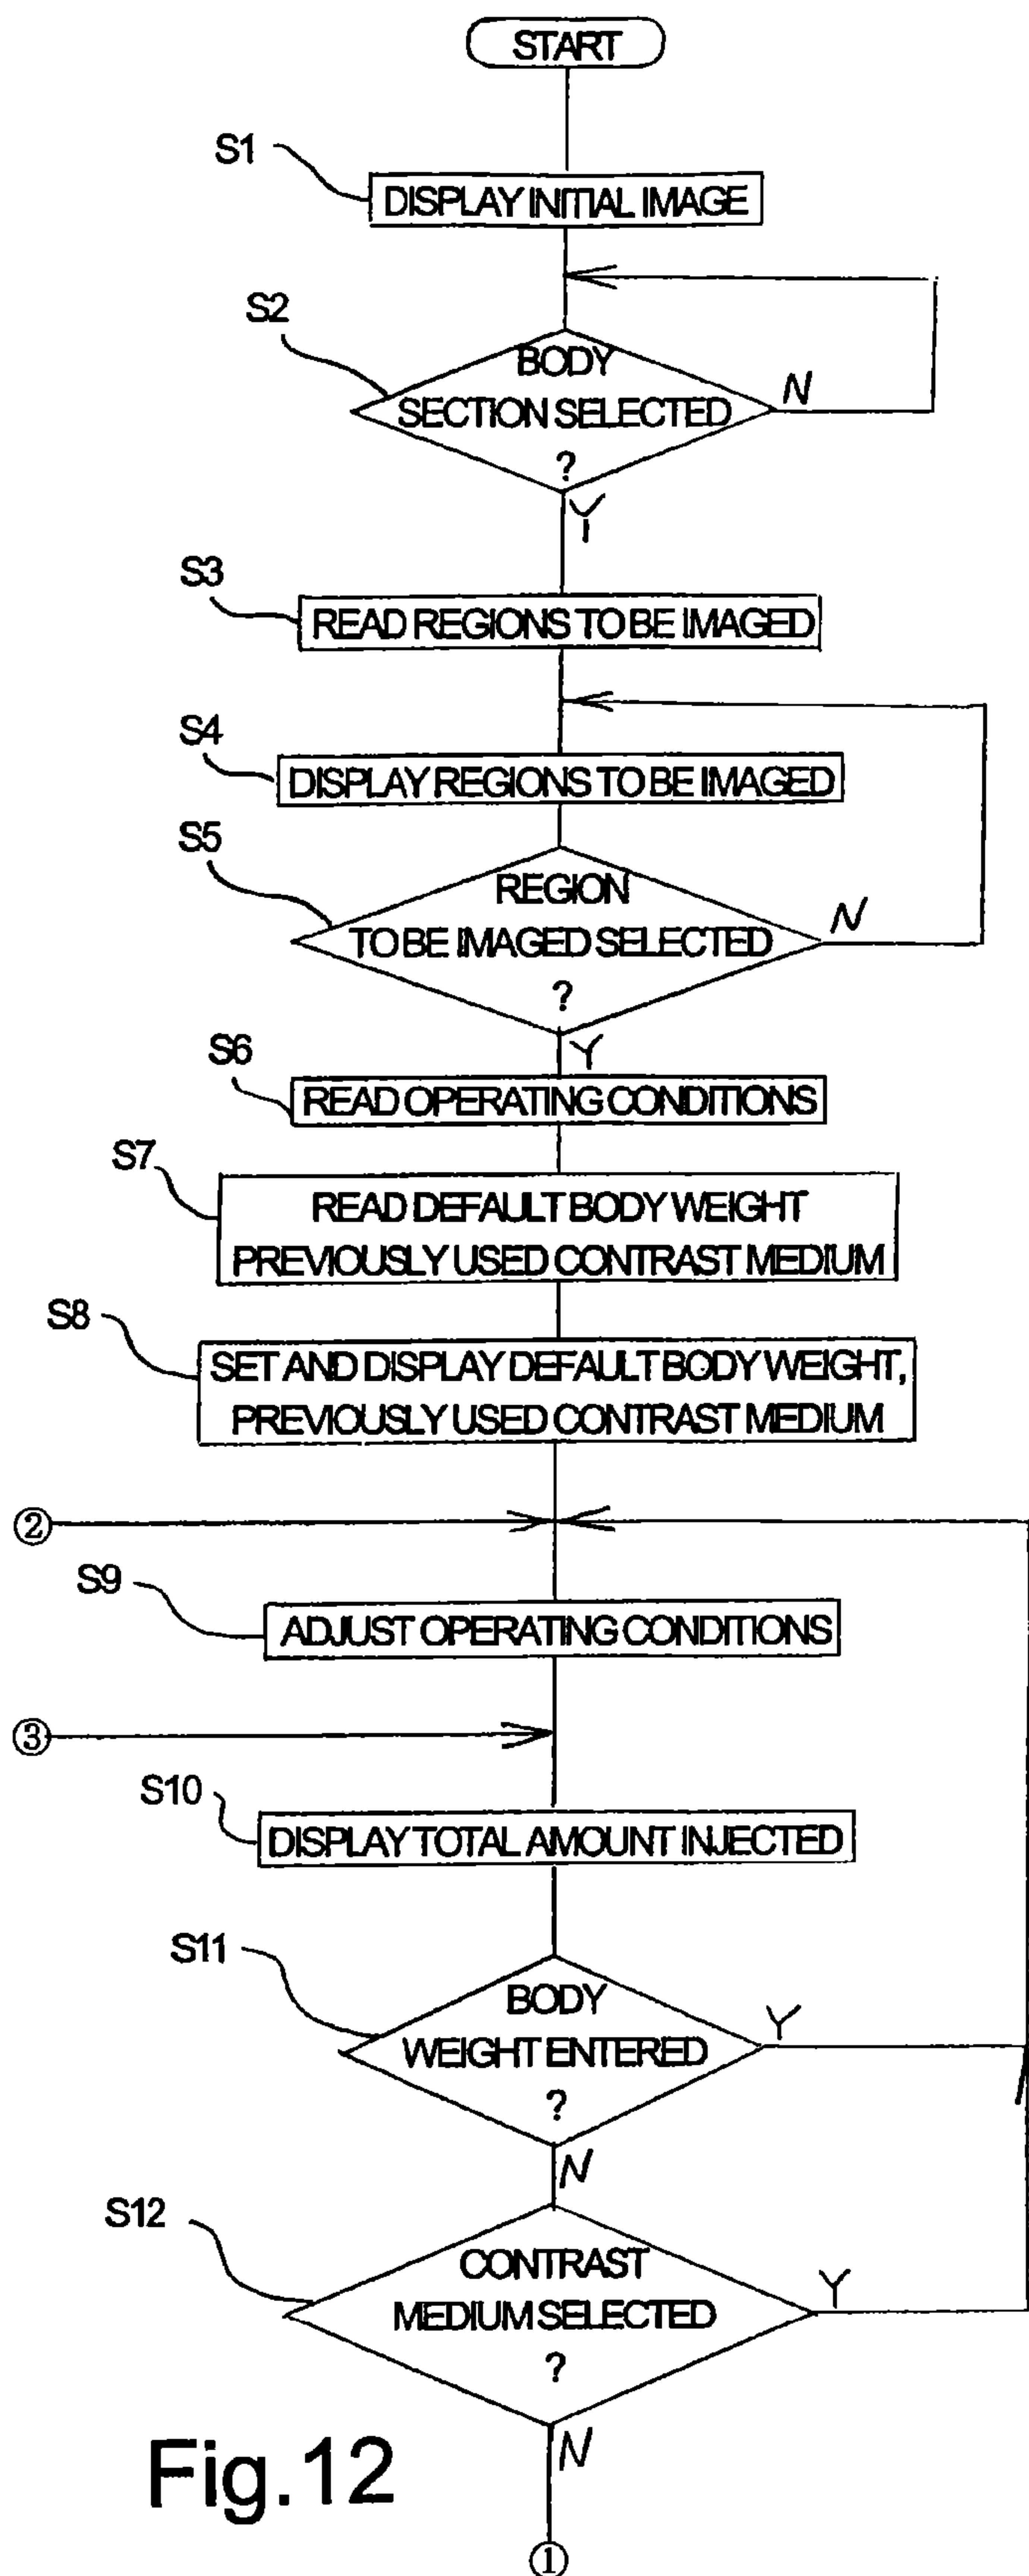 START
S1
DISPLAY INITIAL IMAGE
S2
BODY
SECTION SELECTED
?
N
Y
S3
READ REGIONS TO BE IMAGED
S4
DISPLAY REGIONS TO BE IMAGED
S5
REGION
TO BE IMAGED SELECTED
?
N
Y
S6
READ OPERATING CONDITIONS
S7
READ DEFAULT BODY WEIGHT
PREVIOUSLY USED CONTRAST MEDIUM
S8
SET AND DISPLAY DEFAULT BODY WEIGHT,
PREVIOUSLY USED CONTRAST MEDIUM
②
S9
ADJUST OPERATING CONDITIONS
③
S10
DISPLAY TOTAL AMOUNT INJECTED
S11
BODY
WEIGHT ENTERED
?
Y
N
S12
CONTRAST
MEDIUM SELECTED
?
Y
N
Fig.12
①